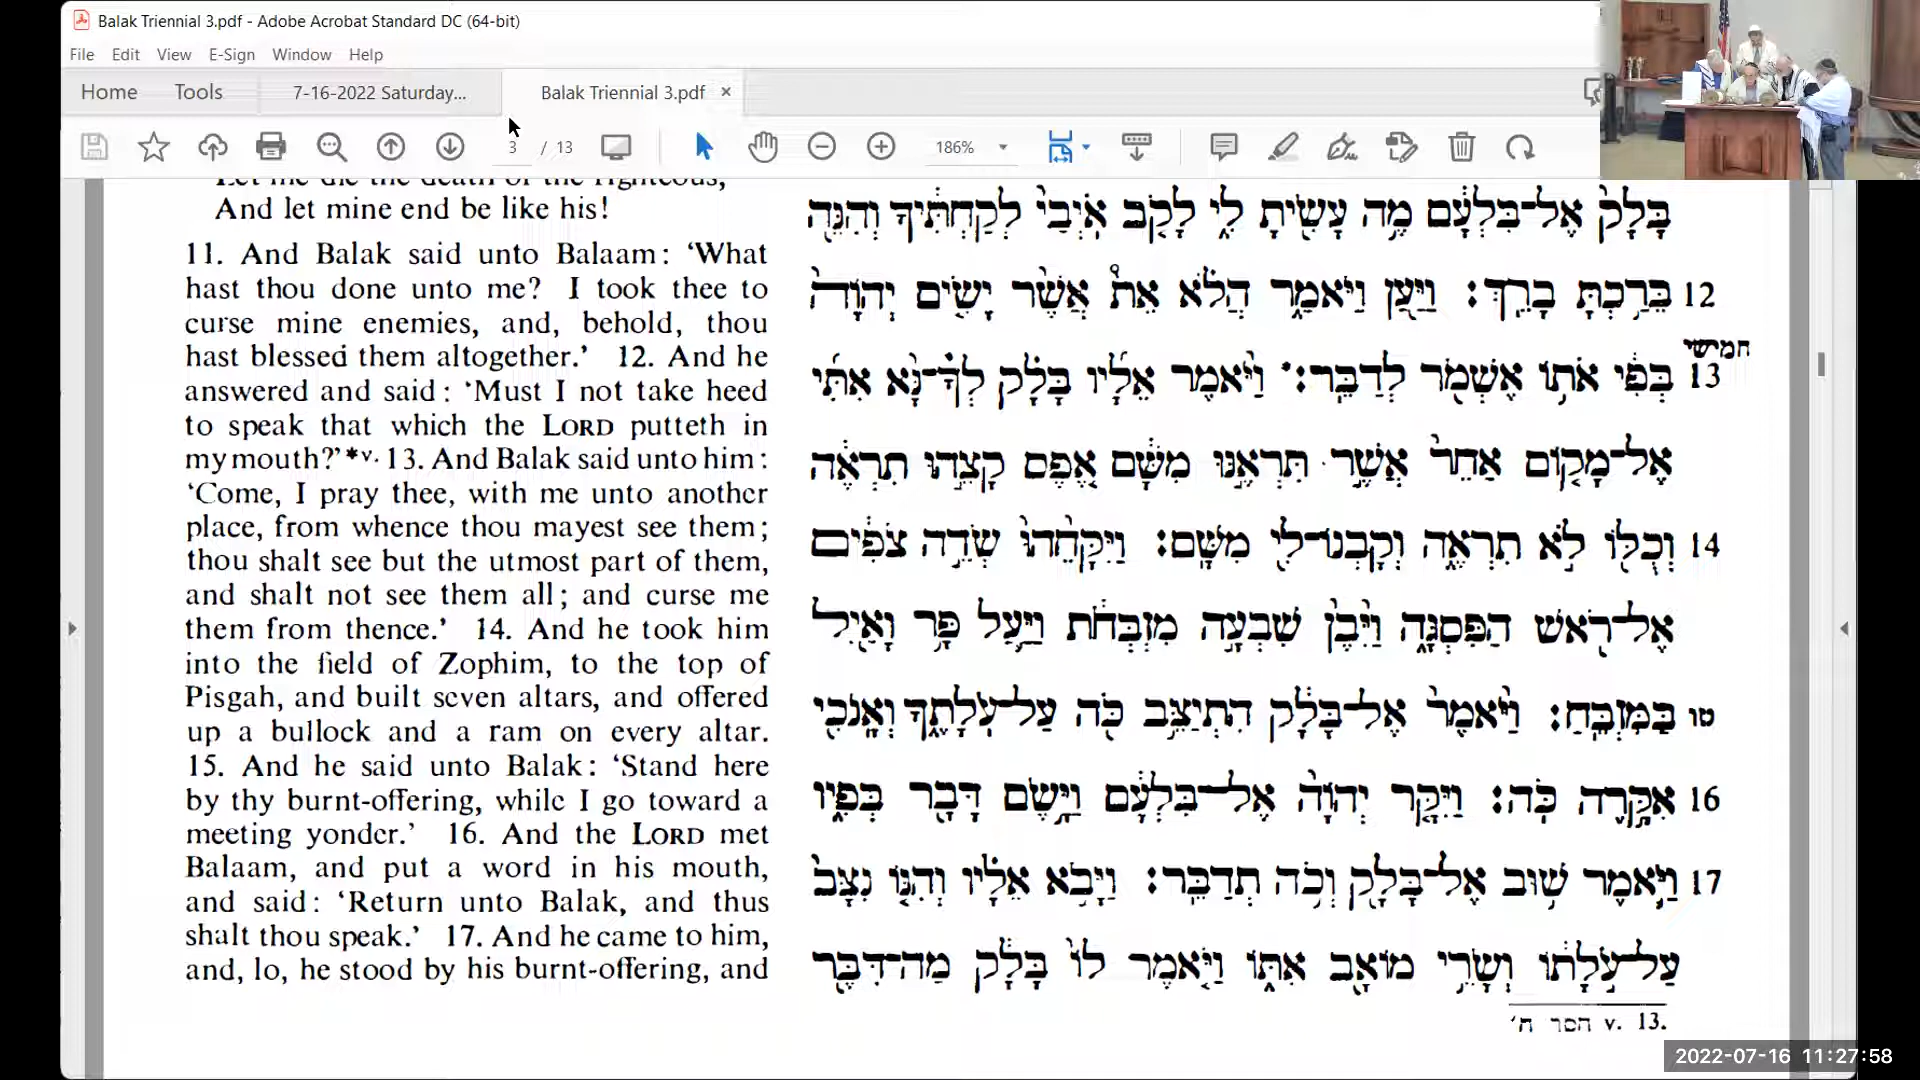 Balak Triennial 3.pdf - Adobe Acrobat Standard DC (64-bit)
File Edit View E-Sign Window Help
Home Tools 7-16-2022 Saturday... Balak Triennial 3.pdf ×
3 / 13 186%
Let me die the death of the righteous,
And let mine end be like his!
11. And Balak said unto Balaam: ‘What
hast thou done unto me? I took thee to
curse mine enemies, and, behold, thou
hast blessed them altogether.’ 12. And he
answered and said: ‘Must I not take heed
to speak that which the LORD putteth in
my mouth?’*v. 13. And Balak said unto him:
‘Come, I pray thee, with me unto another
place, from whence thou mayest see them;
thou shalt see but the utmost part of them,
and shalt not see them all; and curse me
them from thence.’ 14. And he took him
into the field of Zophim, to the top of
Pisgah, and built seven altars, and offered
up a bullock and a ram on every altar.
15. And he said unto Balak: ‘Stand here
by thy burnt-offering, while I go toward a
meeting yonder.’ 16. And the LORD met
Balaam, and put a word in his mouth,
and said: ‘Return unto Balak, and thus
shalt thou speak.’ 17. And he came to him,
and, lo, he stood by his burnt-offering, and
בָּלָק֙ אֶל־בִּלְעָ֔ם מֶ֥ה עָשִׂ֖יתָ לִ֑י לָקֹ֤ב אֹֽיְבַי֙ לְקַחְתִּ֔יךָ וְהִנֵּ֖ה
12 בֵּרַ֥כְתָּ בָרֵֽךְ׃ וַיַּ֖עַן וַיֹּאמַ֑ר הֲלֹ֗א אֵת֩ אֲשֶׁ֨ר יָשִׂ֤ים יְהוָה֙
חמישי
13 בְּפִ֔י אֹת֥וֹ אֶשְׁמֹ֖ר לְדַבֵּֽר׃* וַיֹּ֨אמֶר אֵלָ֜יו בָּלָ֗ק לְךָ־נָּ֨א אִתִּ֜י
אֶל־מָק֤וֹם אַחֵר֙ אֲשֶׁ֣ר תִּרְאֶ֣נּוּ מִשָּׁ֔ם אֶ֚פֶס קָצֵ֣הוּ תִרְאֶ֔ה
14 וְכֻלּ֖וֹ לֹ֣א תִרְאֶ֑ה וְקָבְנוֹ־לִ֖י מִשָּֽׁם׃ וַיִּקָּחֵ֙הוּ֙ שְׂדֵ֣ה צֹפִ֔ים
אֶל־רֹ֖אשׁ הַפִּסְגָּ֑ה וַיִּ֙בֶן֙ שִׁבְעָ֣ה מִזְבְּחֹ֔ת וַיַּ֛עַל פָּ֥ר וָאַ֖יִל
טו בַּמִּזְבֵּֽחַ׃ וַיֹּ֙אמֶר֙ אֶל־בָּלָ֔ק הִתְיַצֵּ֥ב כֹּ֖ה עַל־עֹלָתֶ֑ךָ וְאָנֹכִ֖י
16 אִקָּ֥רֶה כֹּֽה׃ וַיִּקָּ֤ר יְהוָה֙ אֶל־בִּלְעָ֔ם וַיָּ֥שֶׂם דָּבָ֖ר בְּפִ֑יו
17 וַיֹּ֛אמֶר שׁ֥וּב אֶל־בָּלָ֖ק וְכֹ֥ה תְדַבֵּֽר׃ וַיָּבֹ֣א אֵלָ֗יו וְהִנּ֤וֹ נִצָּב֙
עַל־עֹ֣לָת֔וֹ וְשָׂרֵ֥י מוֹאָ֖ב אִתּ֑וֹ וַיֹּ֤אמֶר לוֹ֙ בָּלָ֔ק מַה־דִּבֶּ֖ר
v. 13. הסר ח׳
2022-07-16 11:27:58